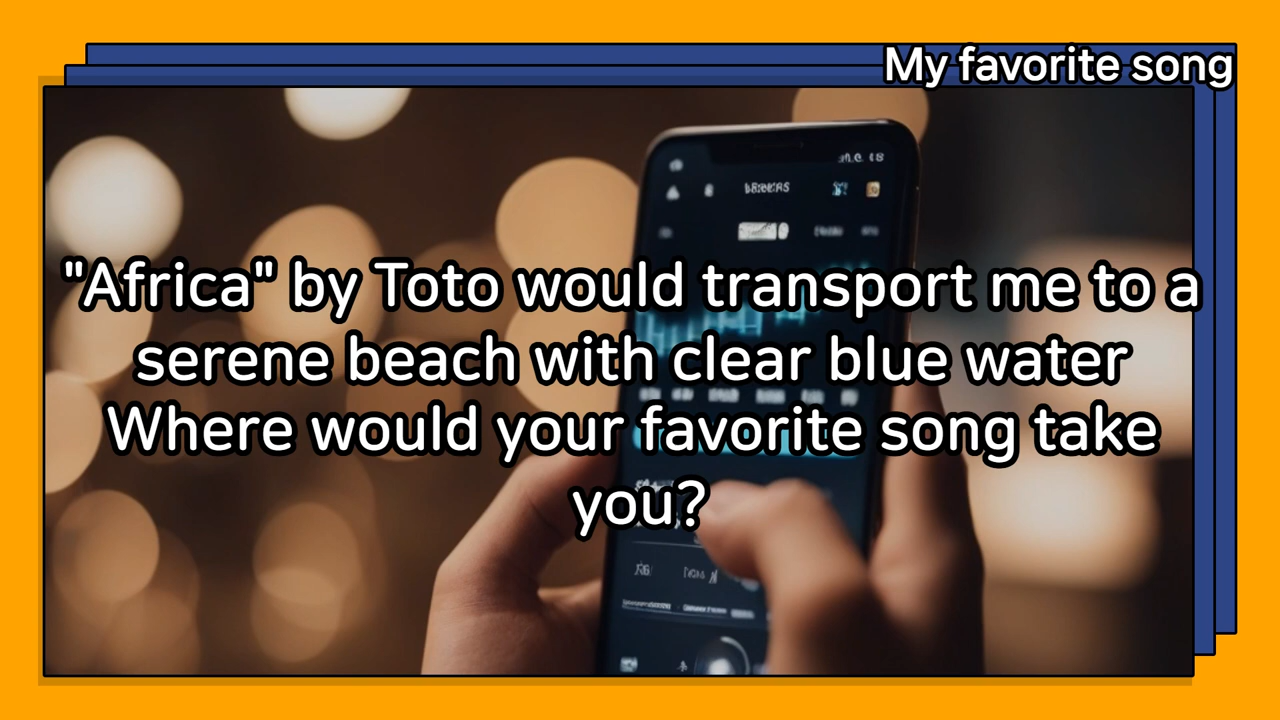 My favorite song
"Africa" by Toto would transport me to a
serene beach with clear blue water
Where would your favorite song take
you?